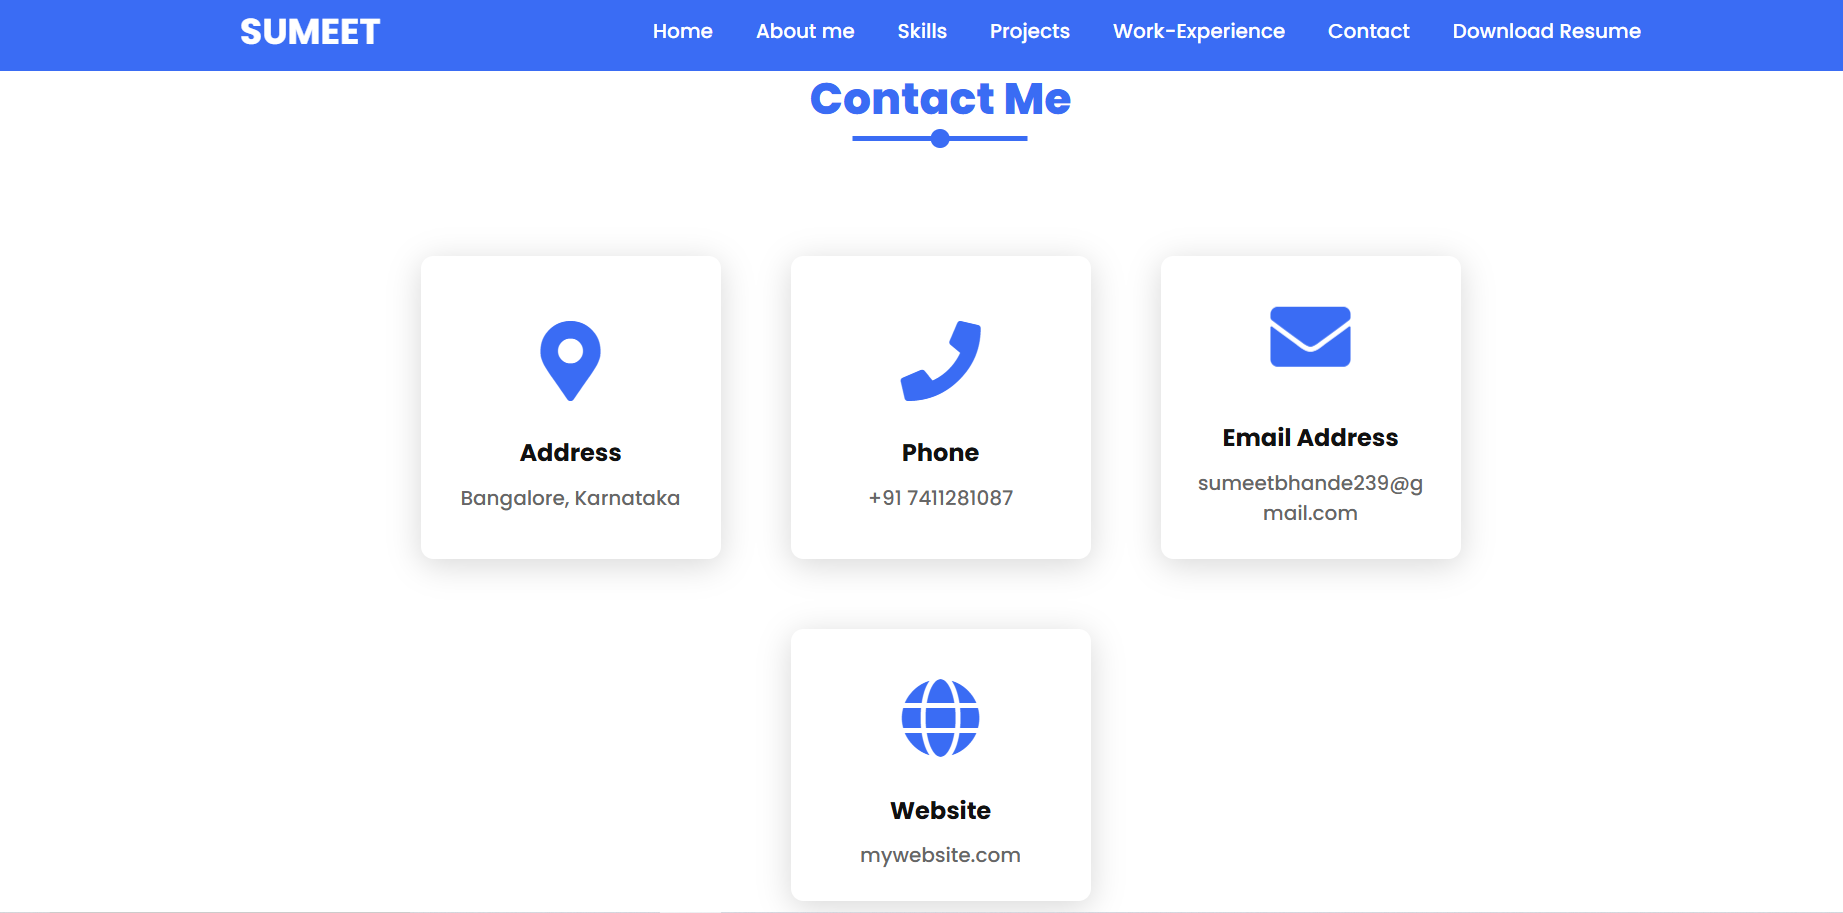 SUMEET
Home About me Skills Projects Work-Experience Contact Download Resume
Contact Me
Address
Bangalore, Karnataka
Phone
+91 7411281087
Email Address
sumeetbhande239@g
mail.com
Website
mywebsite.com